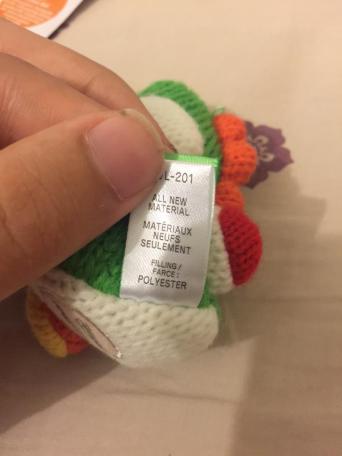 L-201
ALL NEW
MATERIAL
MATÉRIAUX
NEUFS
SEULEMENT
FILLING/
FARCE:
POLYESTER